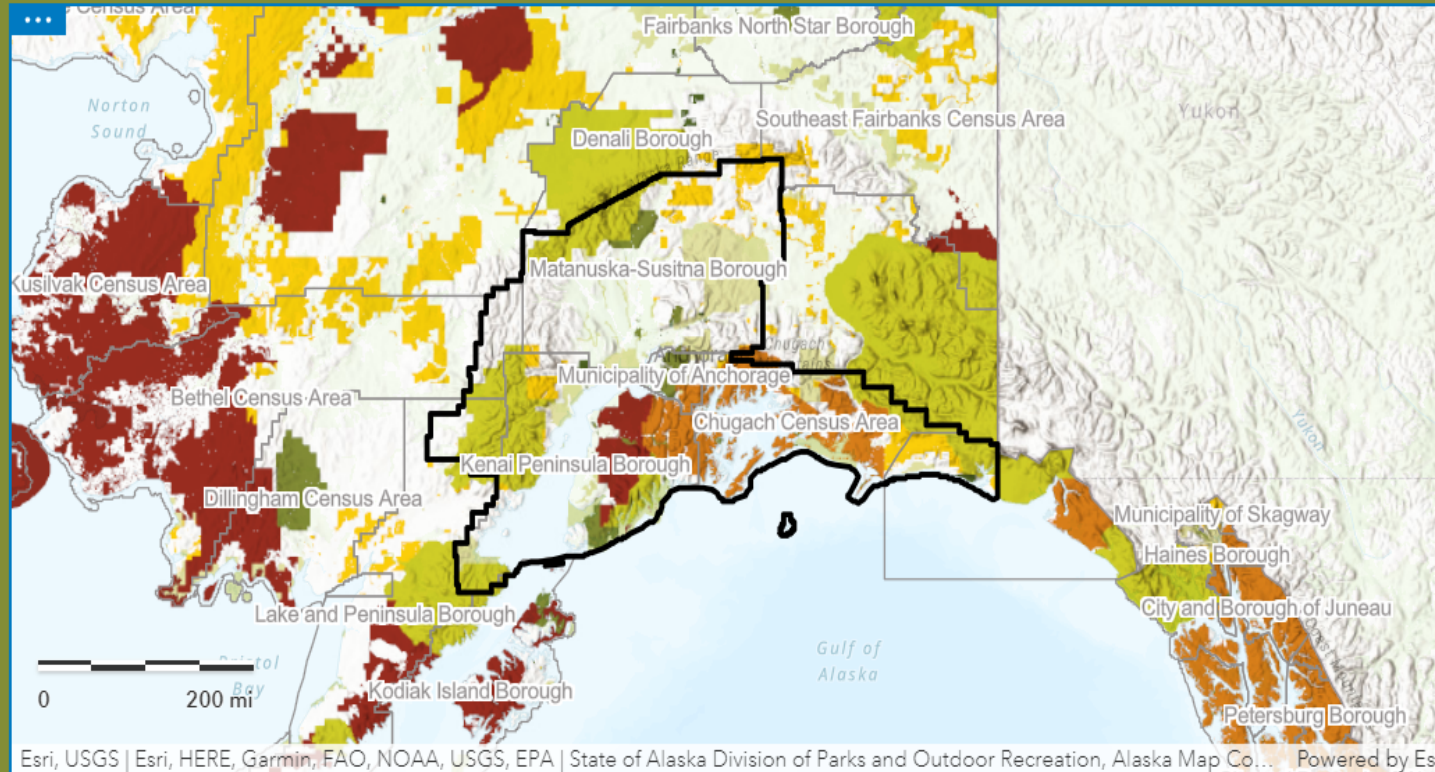 Census Area
Fairbanks North Star Borough
Norton
Sound
Yukon
Southeast Fairbanks Census Area
Denali Borough
Range
Matanuska-Susitna Borough
Kusilvak Census Area
Chugach
Municipality of Anchorage
Bethel Census Area
Chugach Census Area
Yukon
Kenai Peninsula Borough
Dillingham Census Area
Municipality of Skagway
Haines Borough
City and Borough of Juneau
Lake and Peninsula Borough
Gulf of
Alaska
Bristol
Bay
0 200 mi
Kodiak Island Borough
Petersburg Borough
Esri, USGS | Esri, HERE, Garmin, FAO, NOAA, USGS, EPA | State of Alaska Division of Parks and Outdoor Recreation, Alaska Map Co... Powered by Es